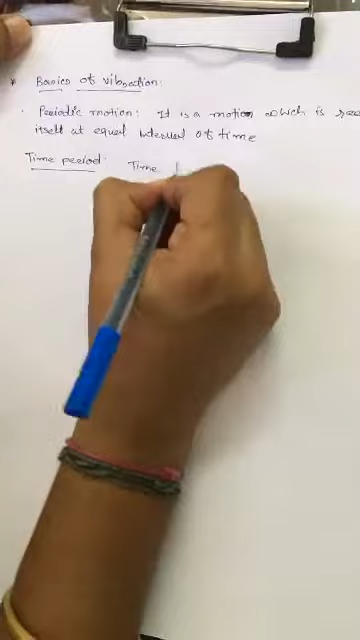 * Basics of vibration:
. Periodic motion: It is a motion which is
itself at equal interval of time
Time period: Time